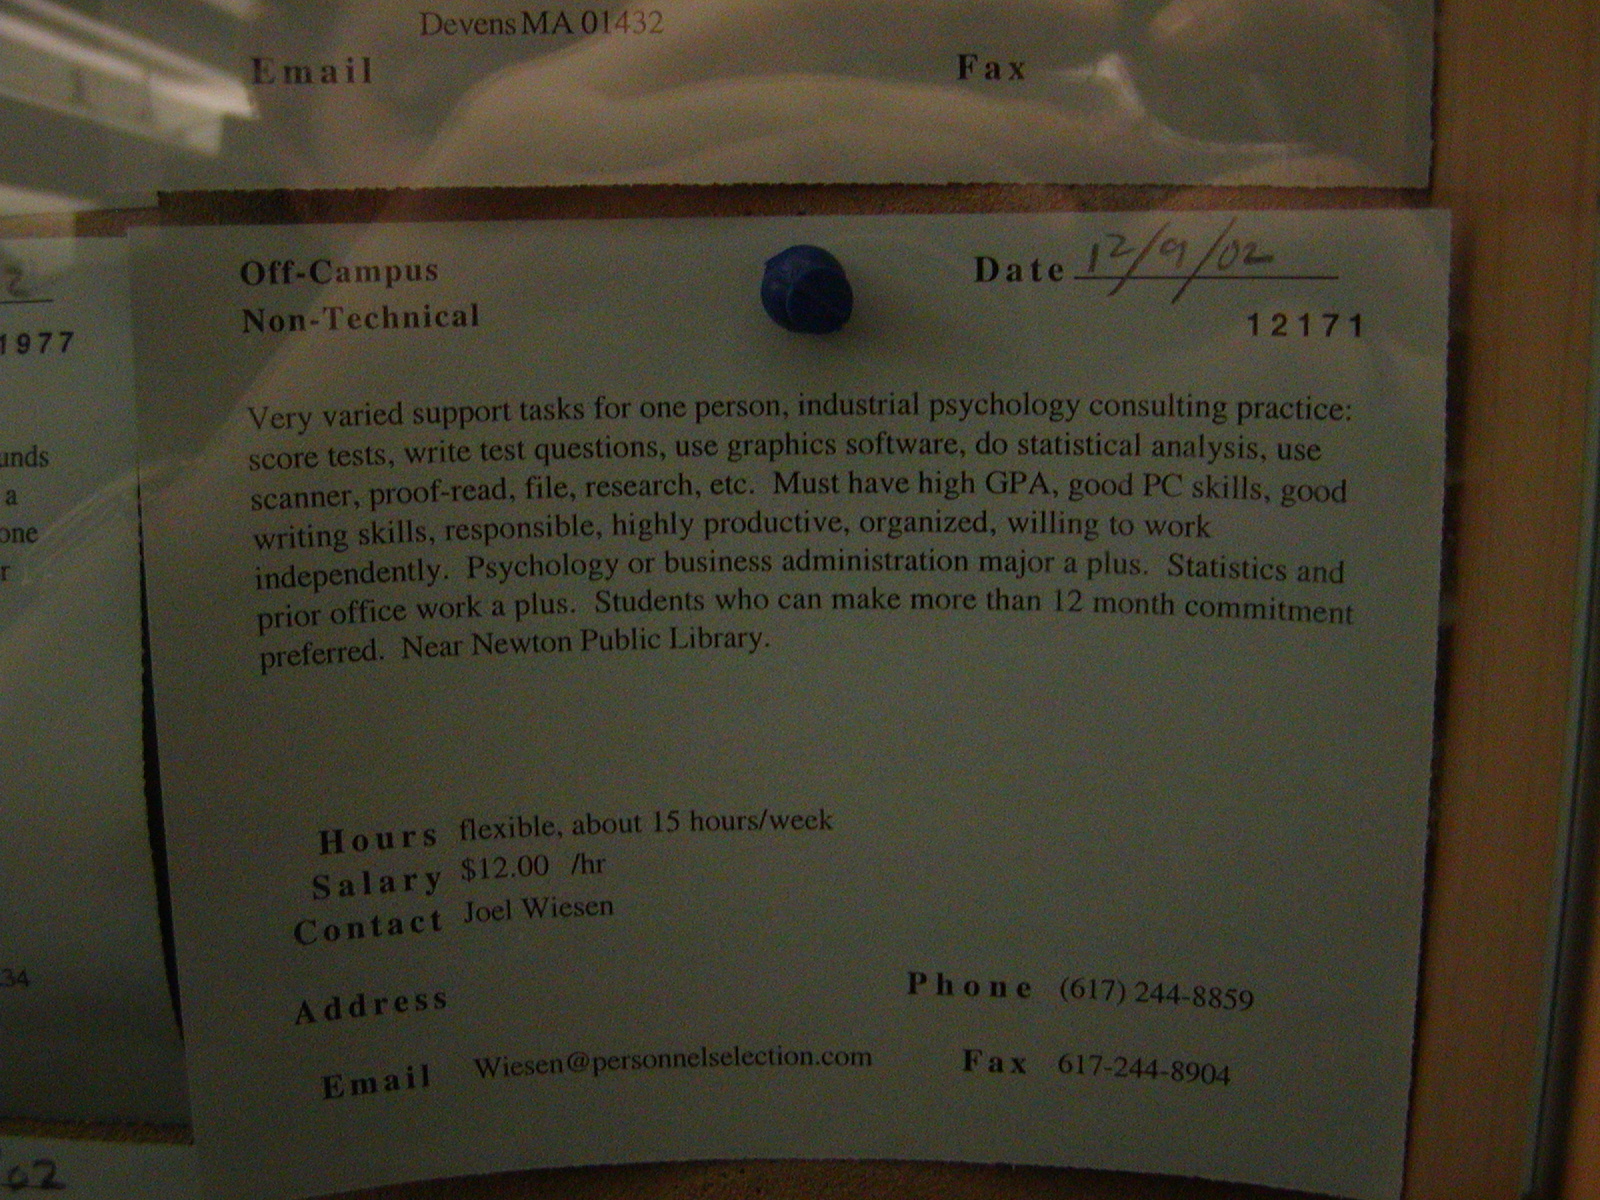 Devens MA 01432
Email Fax
Off-Campus Date 12/9/02
Non-Technical 12171
Very varied support tasks for one person, industrial psychology consulting practice:
score tests, write test questions, use graphics software, do statistical analysis, use
scanner, proof-read, file, research, etc. Must have high GPA, good PC skills, good
writing skills, responsible, highly productive, organized, willing to work
independently. Psychology or business administration major a plus. Statistics and
prior office work a plus. Students who can make more than 12 month commitment
preferred. Near Newton Public Library.
Hours flexible, about 15 hours/week
Salary $12.00 /hr
Contact Joel Wiesen
Address Phone (617) 244-8859
Email Wiesen@personnelselection.com Fax 617-244-8904
2
1977
a
one
34
02